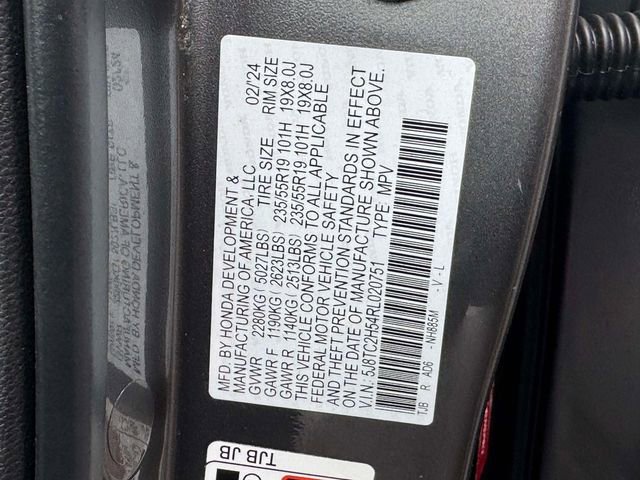 MFD. BY HONDA DEVELOPMENT & 02/'24
MANUFACTURING OF AMERICA, LLC.
GVWR 2280KG (5027LBS) TIRE SIZE RIM SIZE
GAWR F 1190KG (2623LBS) 235/55R19 101H 19X8.0J
GAWR R 1140KG (2513LBS) 235/55R19 101H 19X8.0J
THIS VEHICLE CONFORMS TO ALL APPLICABLE
FEDERAL MOTOR VEHICLE SAFETY
AND THEFT PREVENTION STANDARDS IN EFFECT
ON THE DATE OF MANUFACTURE SHOWN ABOVE.
V.I.N.: 5J8TC2H54RL020751 TYPE: MPV
TJB R AD6 -NH885M -V-L
TJB JB